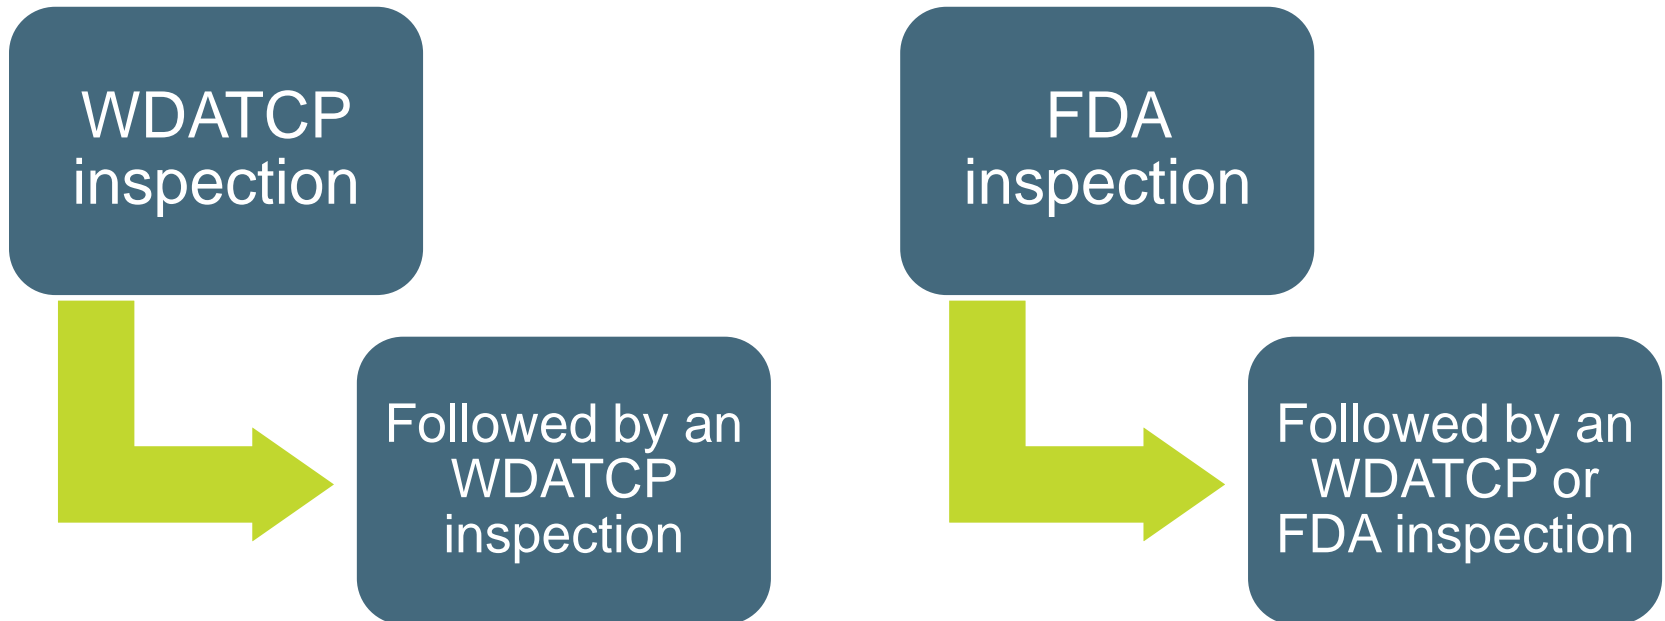 WDATCP
inspection
Followed by an
WDATCP
inspection
FDA
inspection
Followed by an
WDATCP or
FDA inspection